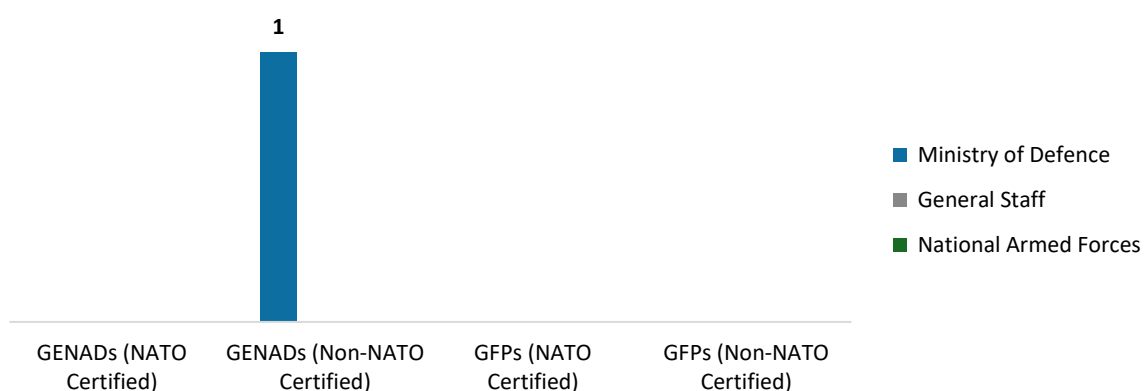 1
Ministry of Defence
General Staff
National Armed Forces
GENADs (NATO
Certified)
GENADs (Non-NATO
Certified)
GFPs (NATO
Certified)
GFPs (Non-NATO
Certified)